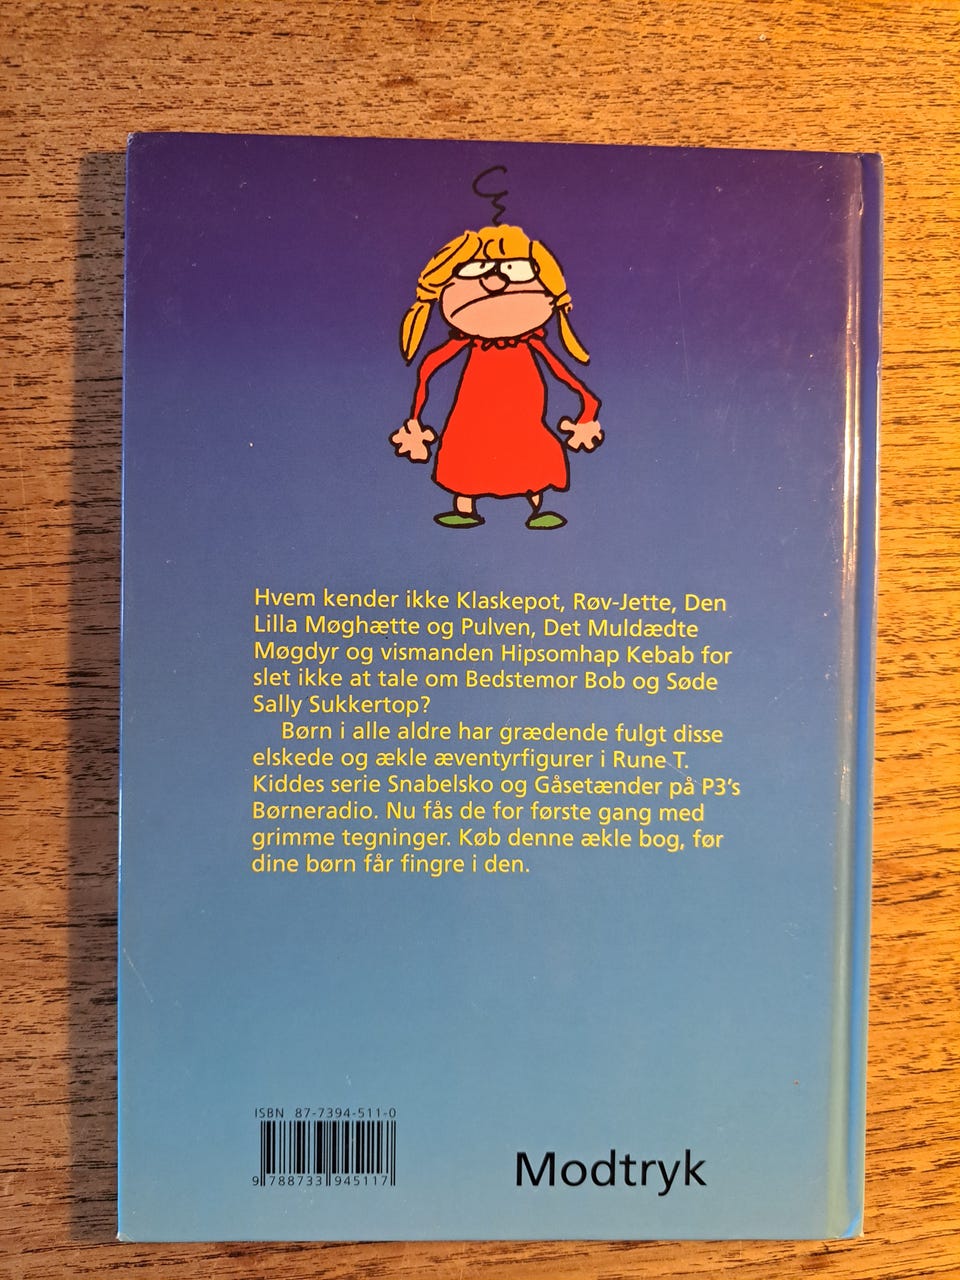 Hvem kender ikke Klaskepot, Røv-Jette, Den
Lilla Møghætte og Pulven, Det Muldædte
Møgdyr og vismanden Hipsomhap Kebab for
slet ikke at tale om Bedstemor Bob og Søde
Sally Sukkertop?
Børn i alle aldre har grædende fulgt disse
elskede og ækle æventyrfigurer i Rune T.
Kiddes serie Snabelsko og Gåsetænder på P3's
Børneradio. Nu fås de for første gang med
grimme tegninger. Køb denne ækle bog, før
dine børn får fingre i den.
ISBN 87-7394-511-0
9 788733 945117
Modtryk